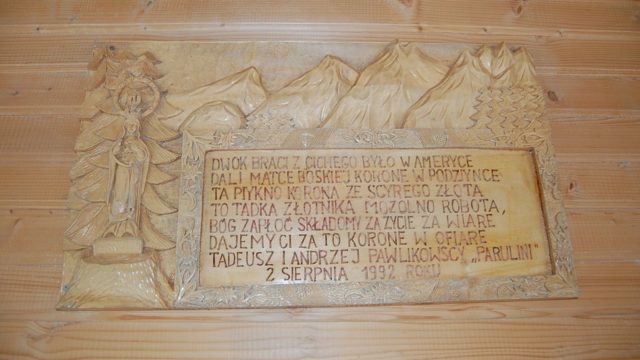 DWÓK BRACI Z CICHEGO BYŁO W AMERYCE
DALI MATCE BOSKIEJ KORONE W PODZIYNCE
TA PIYKNO KORONA ZE SCYREGO ZŁOTA
TO TADKA ZŁOTNIKA MOZOLNO ROBOTA,
BÓG ZAPŁOĆ SKŁADOMY ZA ZYCIE ZA WIARE
DAJEMY CI ZA TO KORONE W OFIARE
TADEUSZ I ANDRZEJ PAWLIKOWSCY „PARULINI"
2 SIERPNIA 1992 ROKU